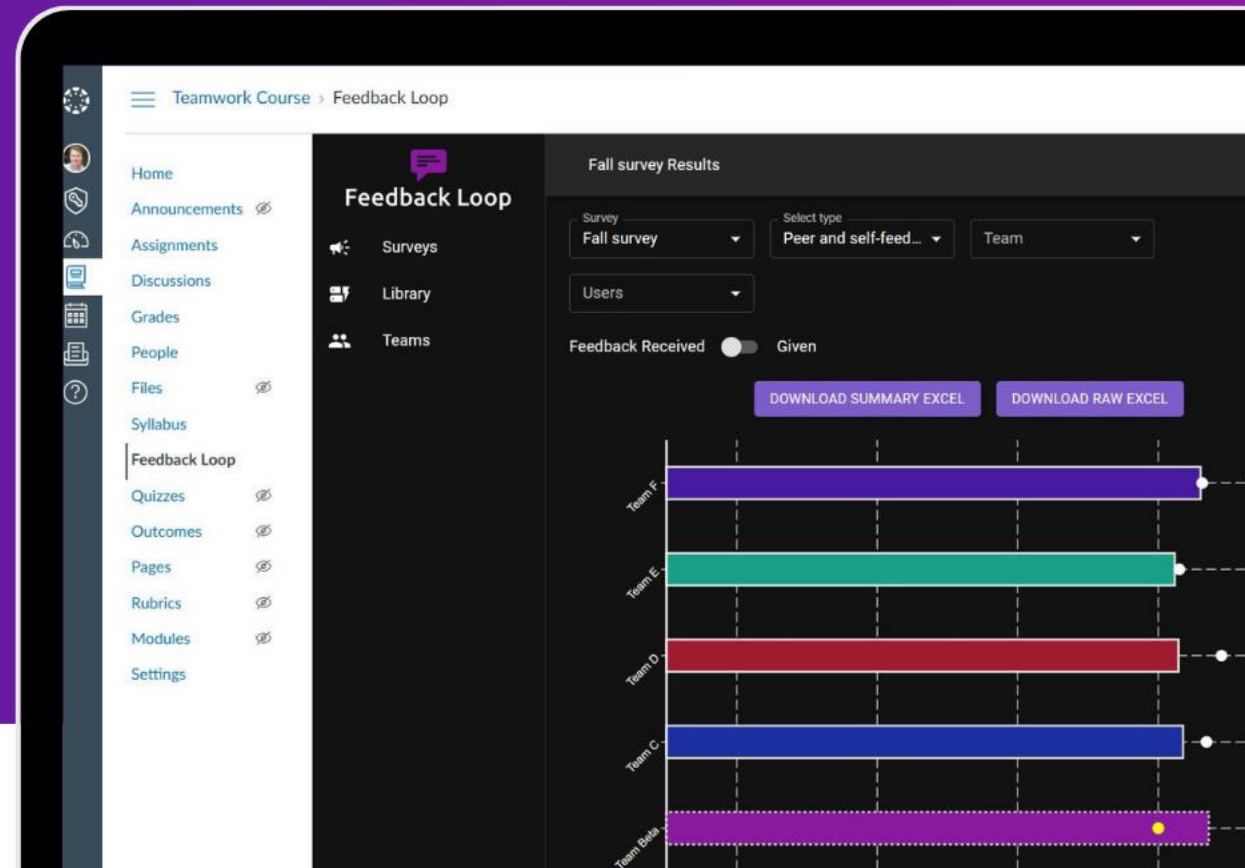 Teamwork Course > Feedback Loop
Home
Announcements
Assignments
Discussions
Grades
People
Files
Syllabus
Feedback Loop
Quizzes
Outcomes
Pages
Rubrics
Modules
Settings
Feedback Loop
Surveys
Library
Teams
Fall survey Results
Survey
Fall survey
Select type
Peer and self-feed...
Team
Users
Feedback Received Given
DOWNLOAD SUMMARY EXCEL DOWNLOAD RAW EXCEL
Team F
Team E
Team D
Team C
Team Beta